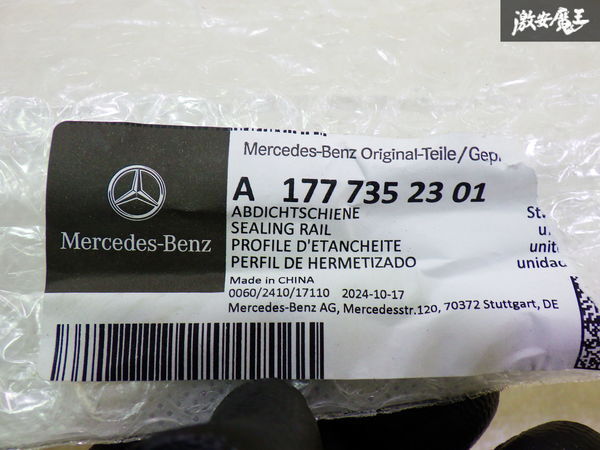 激安魔王
Mercedes-Benz Original-Teile/Gepr
A 177 735 23 01
Mercedes-Benz
ABDICHTSCHIENE St.
SEALING RAIL
PROFILE D'ETANCHEITE unit
PERFIL DE HERMETIZADO unidad
Made in CHINA
0060/2410/17110 2024-10-17
Mercedes-Benz AG, Mercedesstr.120, 70372 Stuttgart, DE